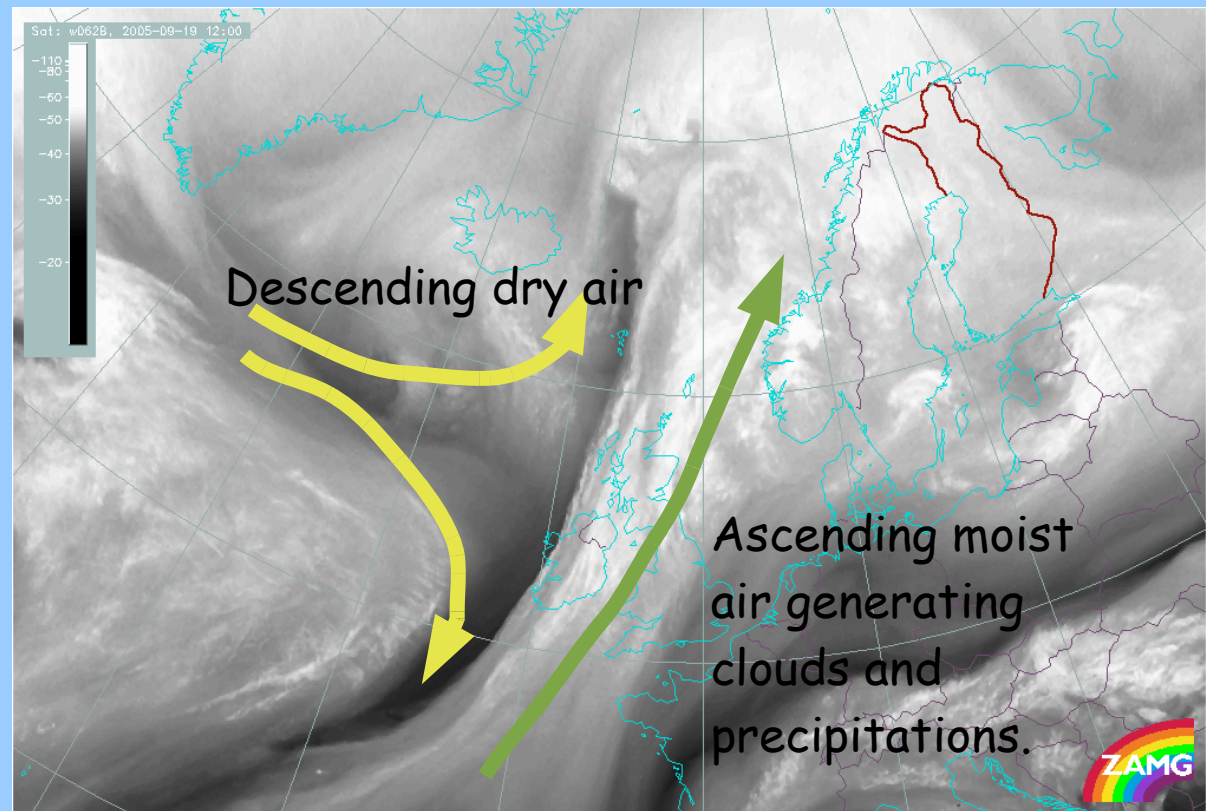 Sat: w062B, 2005-09-19 12:00
-110
-80
-60
-50
-40
-30
-20
Descending dry air
Ascending moist
air generating
clouds and
precipitations.
ZAMG